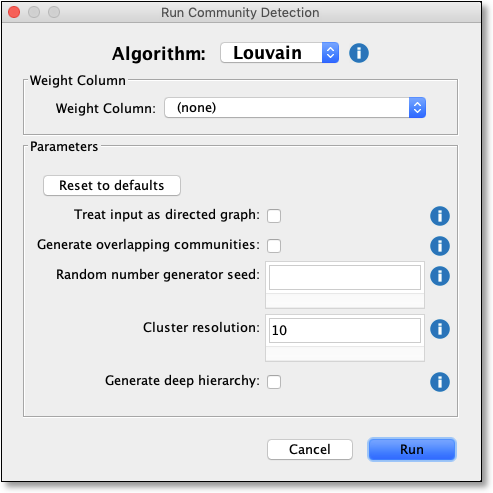 Run Community Detection
Algorithm: Louvain i
Weight Column
Weight Column: (none)
Parameters
Reset to defaults
Treat input as directed graph: i
Generate overlapping communities: i
Random number generator seed: i
Cluster resolution: 10 i
Generate deep hierarchy: i
Cancel Run